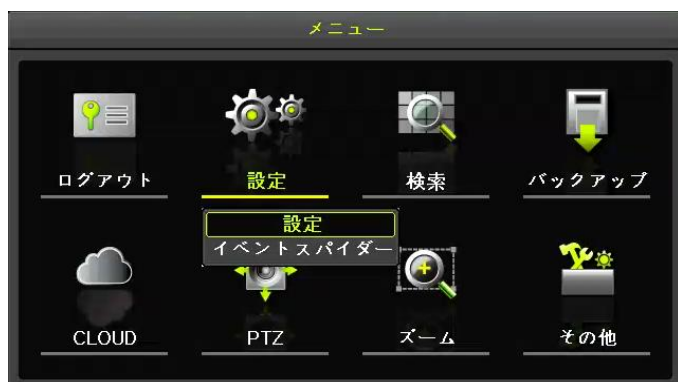 メニュー
ログアウト
設定
検索
バックアップ
設定
イベントスパイダー
CLOUD
PTZ
ズーム
その他